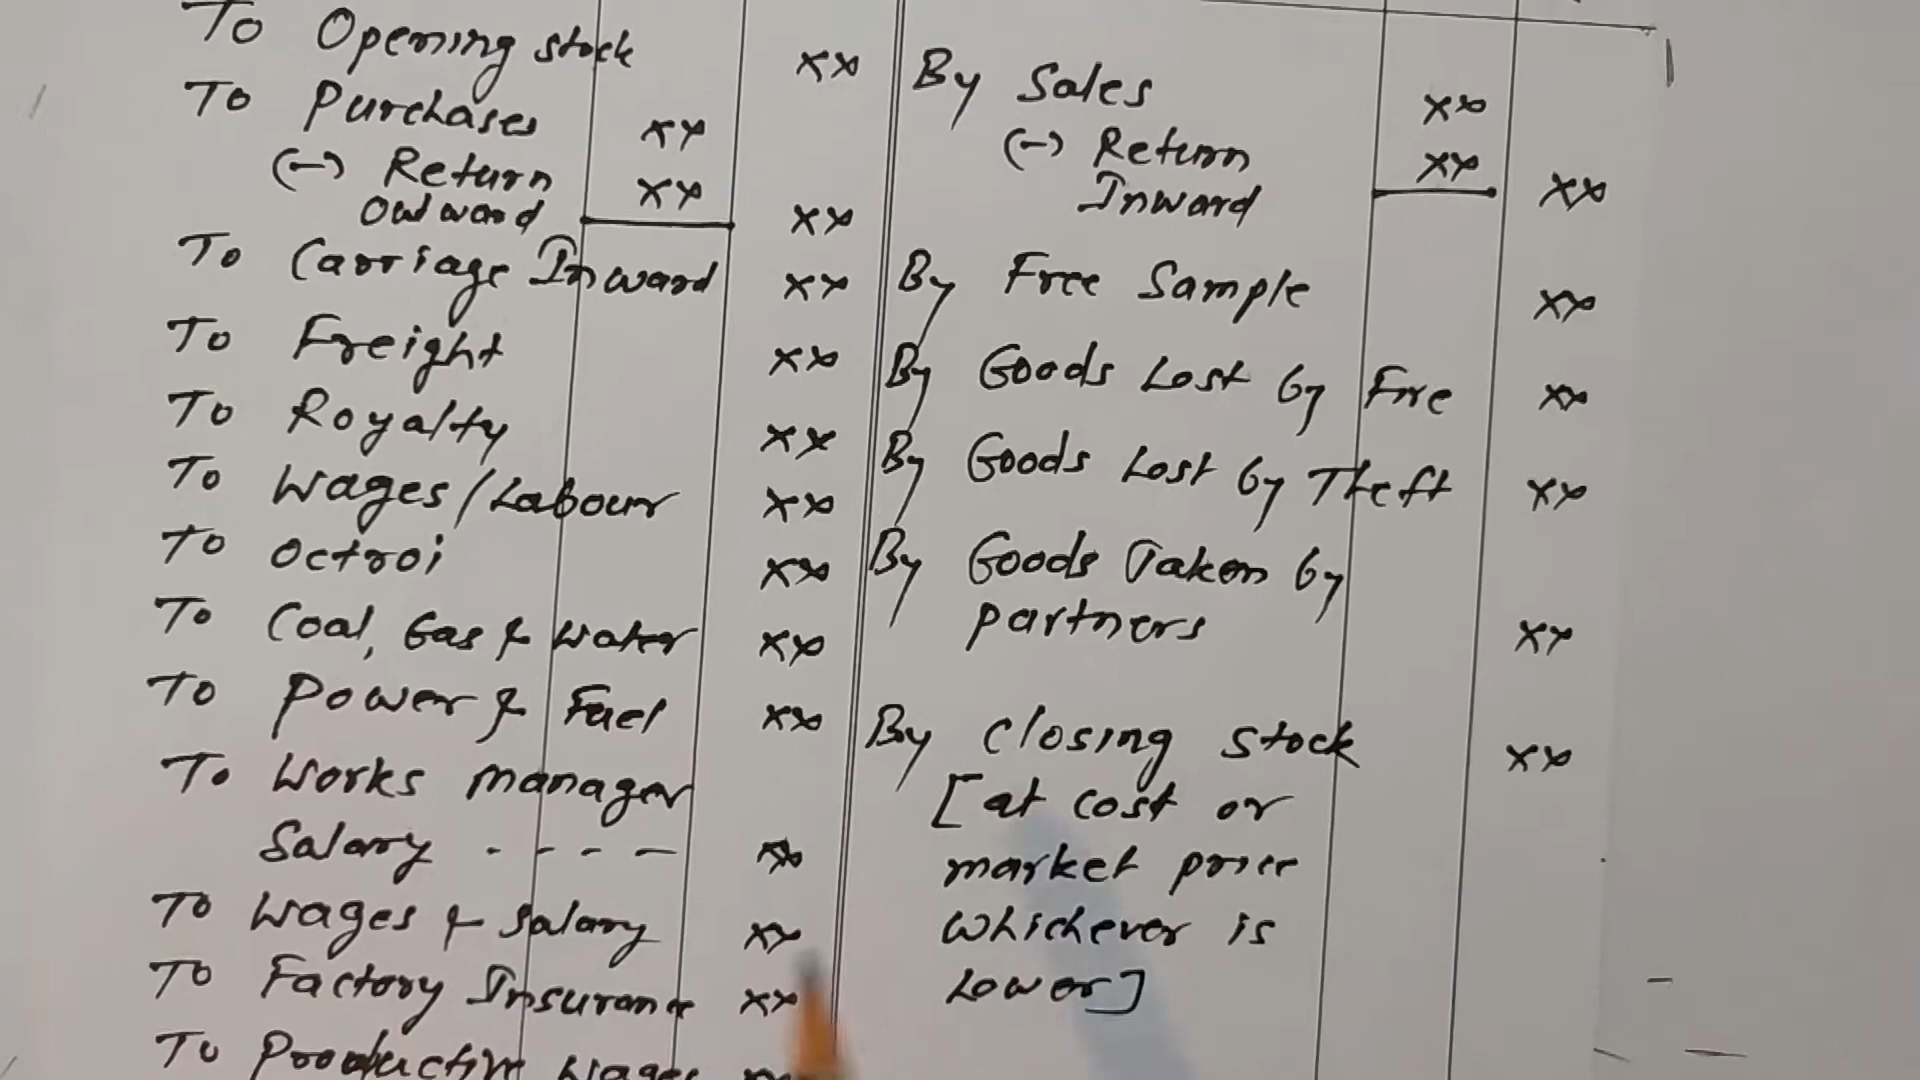 To Opening stock xx
To Purchases xx
(-) Return xx
Outward xx
To Carriage Inward xx
To Freight xx
To Royalty xx
To Wages/Labour xx
To Octroi xx
To Coal, Gas & Water xx
To Power & Fuel xx
To Works manager
Salary - - - - xx
To Wages & Salary xx
To Factory Insurance xx
To Productive Wages
By Sales xx
(-) Return xx
Inward xx
By Free Sample xx
By Goods Lost by Fire xx
By Goods Lost by Theft xx
By Goods Taken by
partners xx
By Closing stock xx
[at cost or
market price
whichever is
Lower]